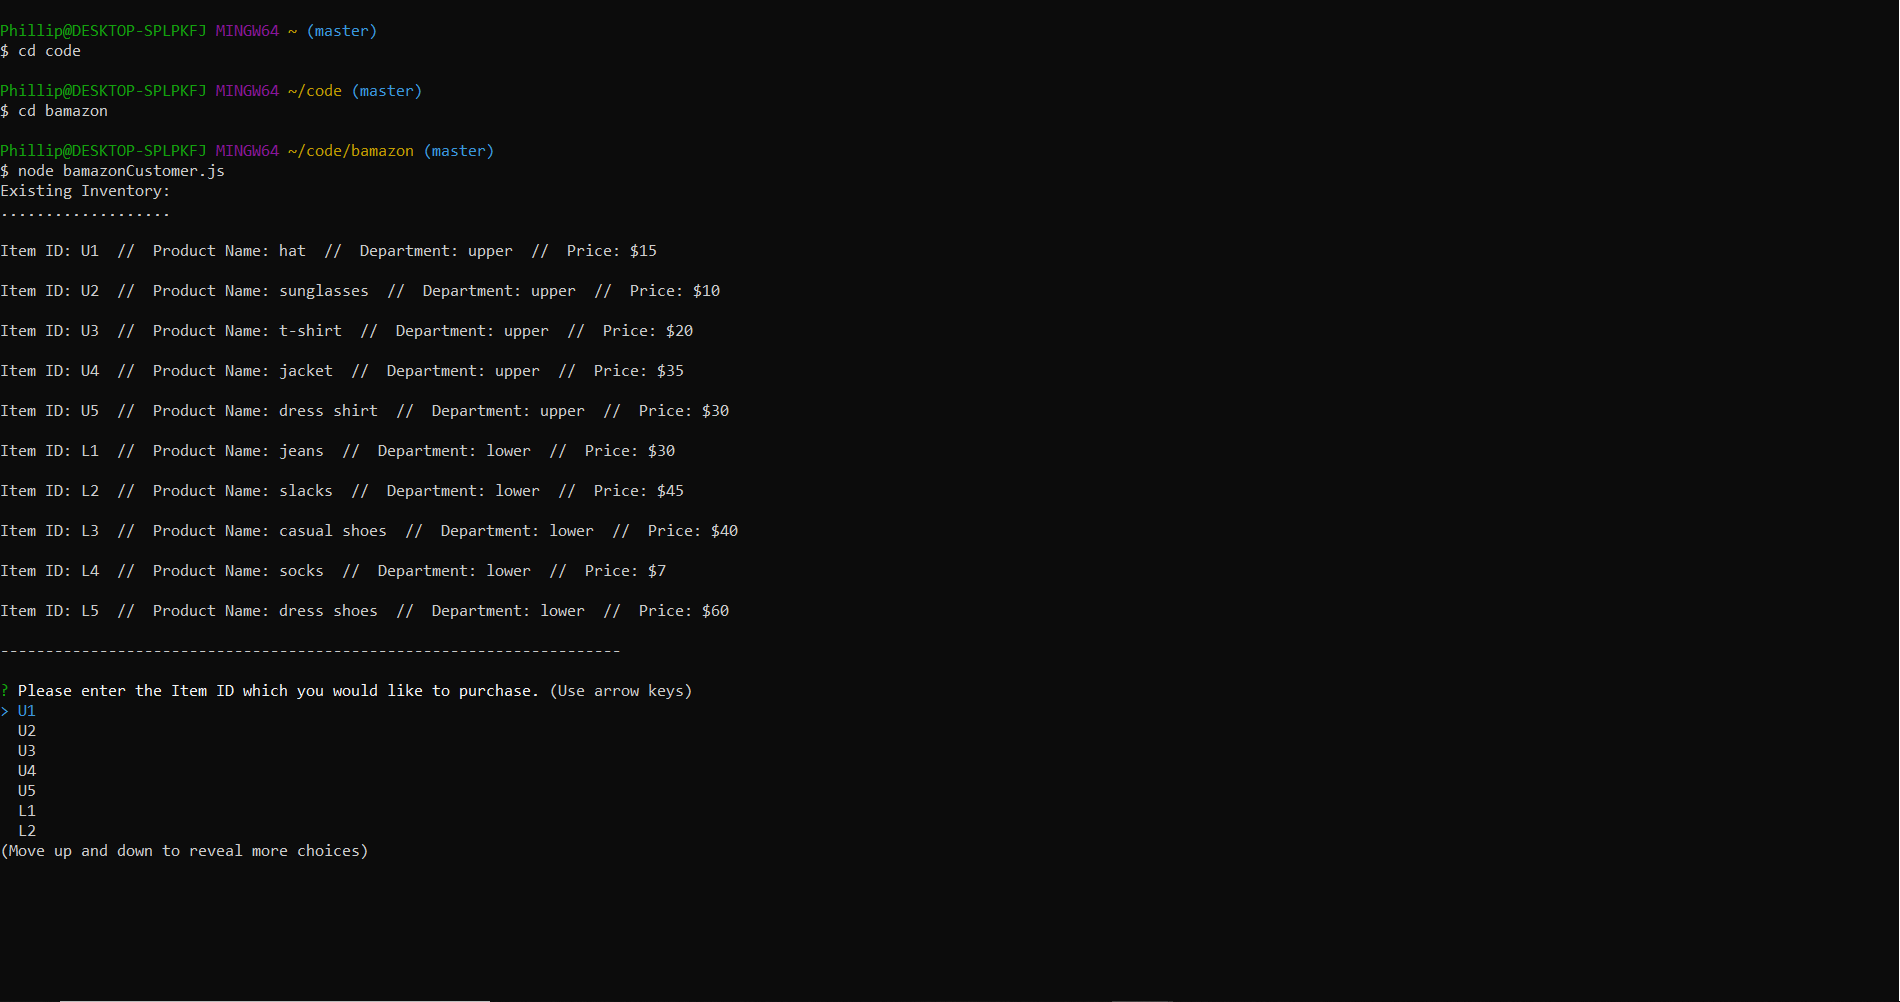 Phillip@DESKTOP-SPLPKFJ MINGW64 ~ (master)
$ cd code
Phillip@DESKTOP-SPLPKFJ MINGW64 ~/code (master)
$ cd bamazon
Phillip@DESKTOP-SPLPKFJ MINGW64 ~/code/bamazon (master)
$ node bamazonCustomer.js
Existing Inventory:
...................
Item ID: U1  //  Product Name: hat  //  Department: upper  //  Price: $15
Item ID: U2  //  Product Name: sunglasses  //  Department: upper  //  Price: $10
Item ID: U3  //  Product Name: t-shirt  //  Department: upper  //  Price: $20
Item ID: U4  //  Product Name: jacket  //  Department: upper  //  Price: $35
Item ID: U5  //  Product Name: dress shirt  //  Department: upper  //  Price: $30
Item ID: L1  //  Product Name: jeans  //  Department: lower  //  Price: $30
Item ID: L2  //  Product Name: slacks  //  Department: lower  //  Price: $45
Item ID: L3  //  Product Name: casual shoes  //  Department: lower  //  Price: $40
Item ID: L4  //  Product Name: socks  //  Department: lower  //  Price: $7
Item ID: L5  //  Product Name: dress shoes  //  Department: lower  //  Price: $60
---------------------------------------------------------------------
? Please enter the Item ID which you would like to purchase. (Use arrow keys)
> U1
  U2
  U3
  U4
  U5
  L1
  L2
(Move up and down to reveal more choices)